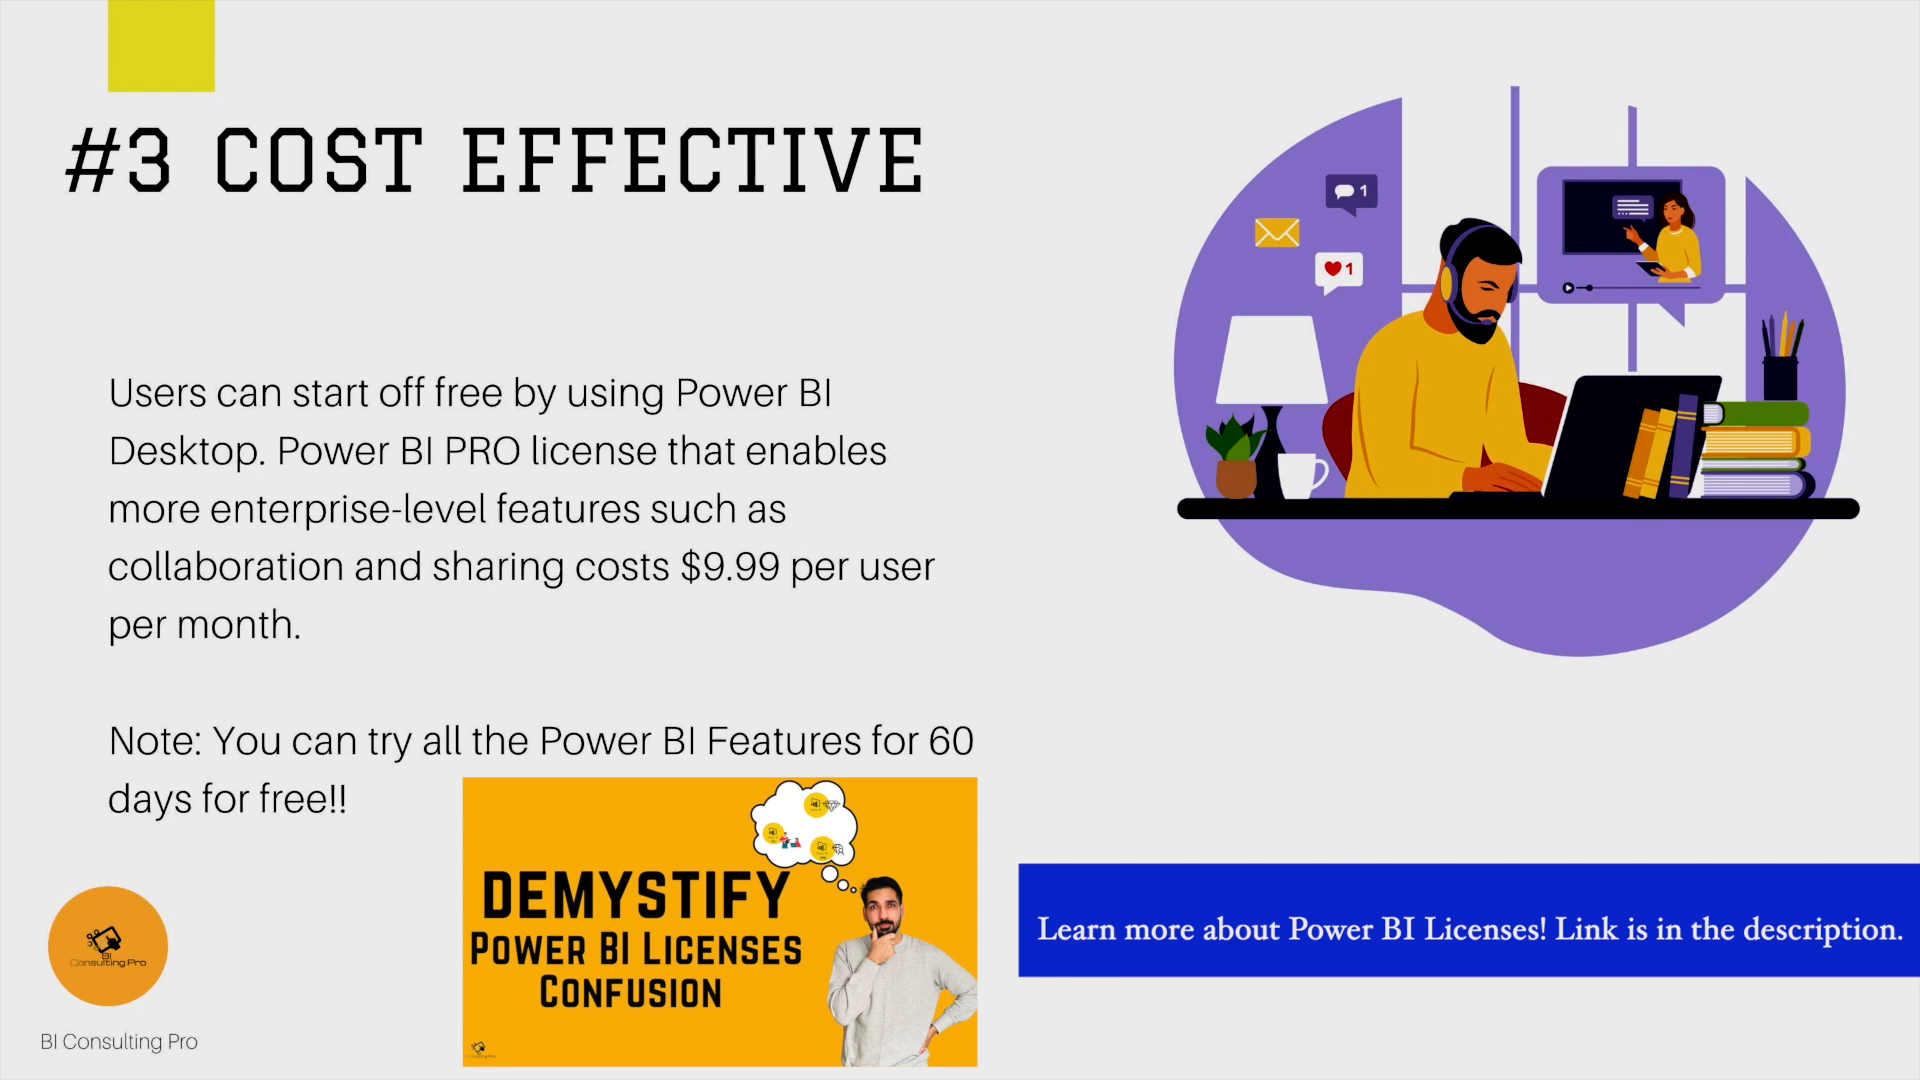 #3 COST EFFECTIVE
Users can start off free by using Power BI
Desktop. Power BI PRO license that enables
more enterprise-level features such as
collaboration and sharing costs $9.99 per user
per month.
Note: You can try all the Power BI Features for 60
days for free!!
1
1
DEMYSTIFY
POWER BI LICENSES
CONFUSION
Learn more about Power BI Licenses! Link is in the description.
BI
Consulting Pro
BI Consulting Pro